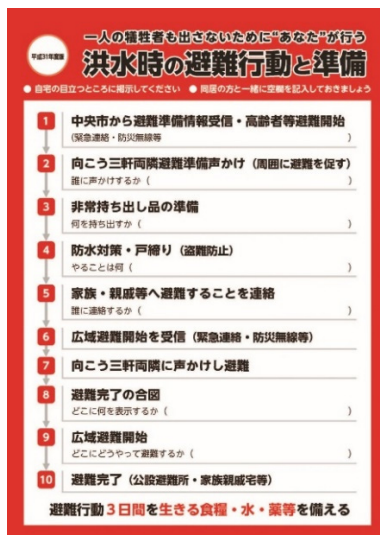 一人の犠牲者も出さないために"あなた"が行う
平成31年度版
洪水時の避難行動と準備
● 自宅の目立つところに掲示してください ● 同居の方と一緒に空欄を記入しておきましょう
1 中央市から避難準備情報受信・高齢者等避難開始
(緊急連絡・防災無線等 )
2 向こう三軒両隣避難準備声かけ（周囲に避難を促す）
誰に声かけするか（ ）
3 非常持ち出し品の準備
何を持ち出すか（ ）
4 防水対策・戸締り（盗難防止）
やることは何（ ）
5 家族・親戚等へ避難することを連絡
誰に連絡するか（ ）
6 広域避難開始を受信（緊急連絡・防災無線等）
7 向こう三軒両隣に声かけし避難
8 避難完了の合図
どこに何を表示するか（ ）
9 広域避難開始
どこにどうやって避難するか（ ）
10 避難完了（公設避難所・家族親戚宅等）
避難行動３日間を生きる食糧・水・薬等を備える